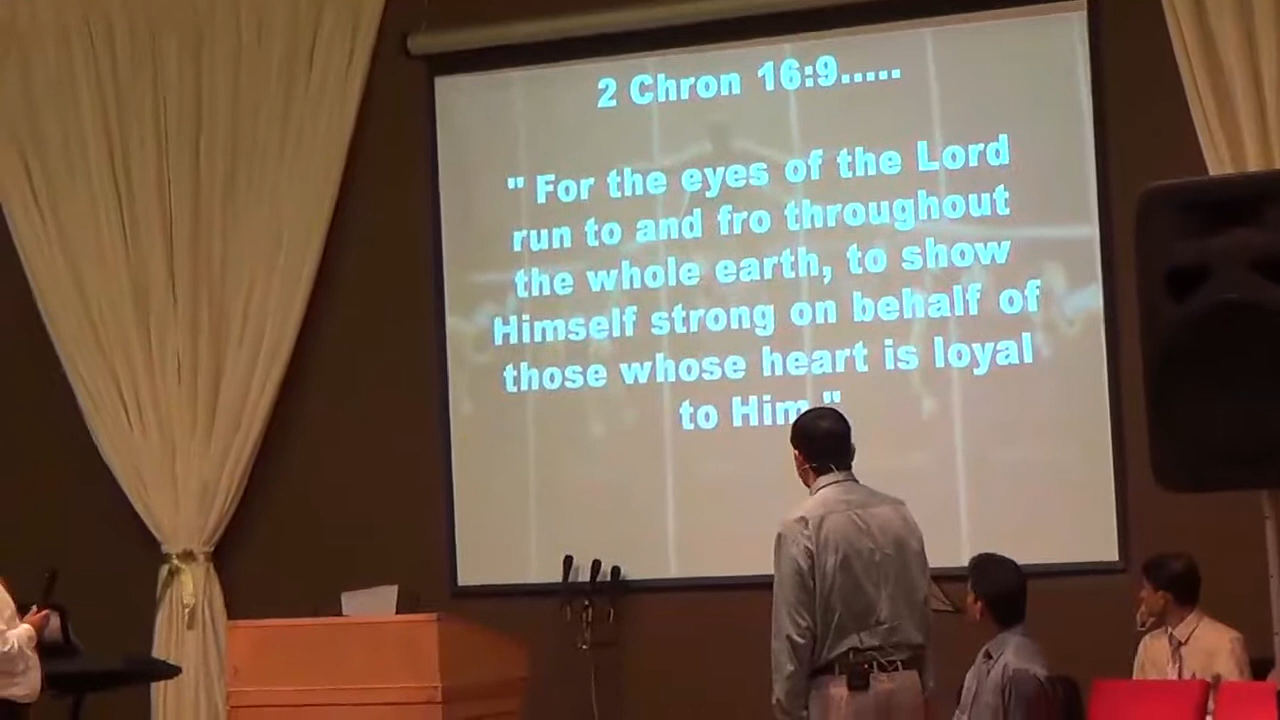 2 Chron 16:9.....
" For the eyes of the Lord
run to and fro throughout
the whole earth, to show
Himself strong on behalf of
those whose heart is loyal
to Him."